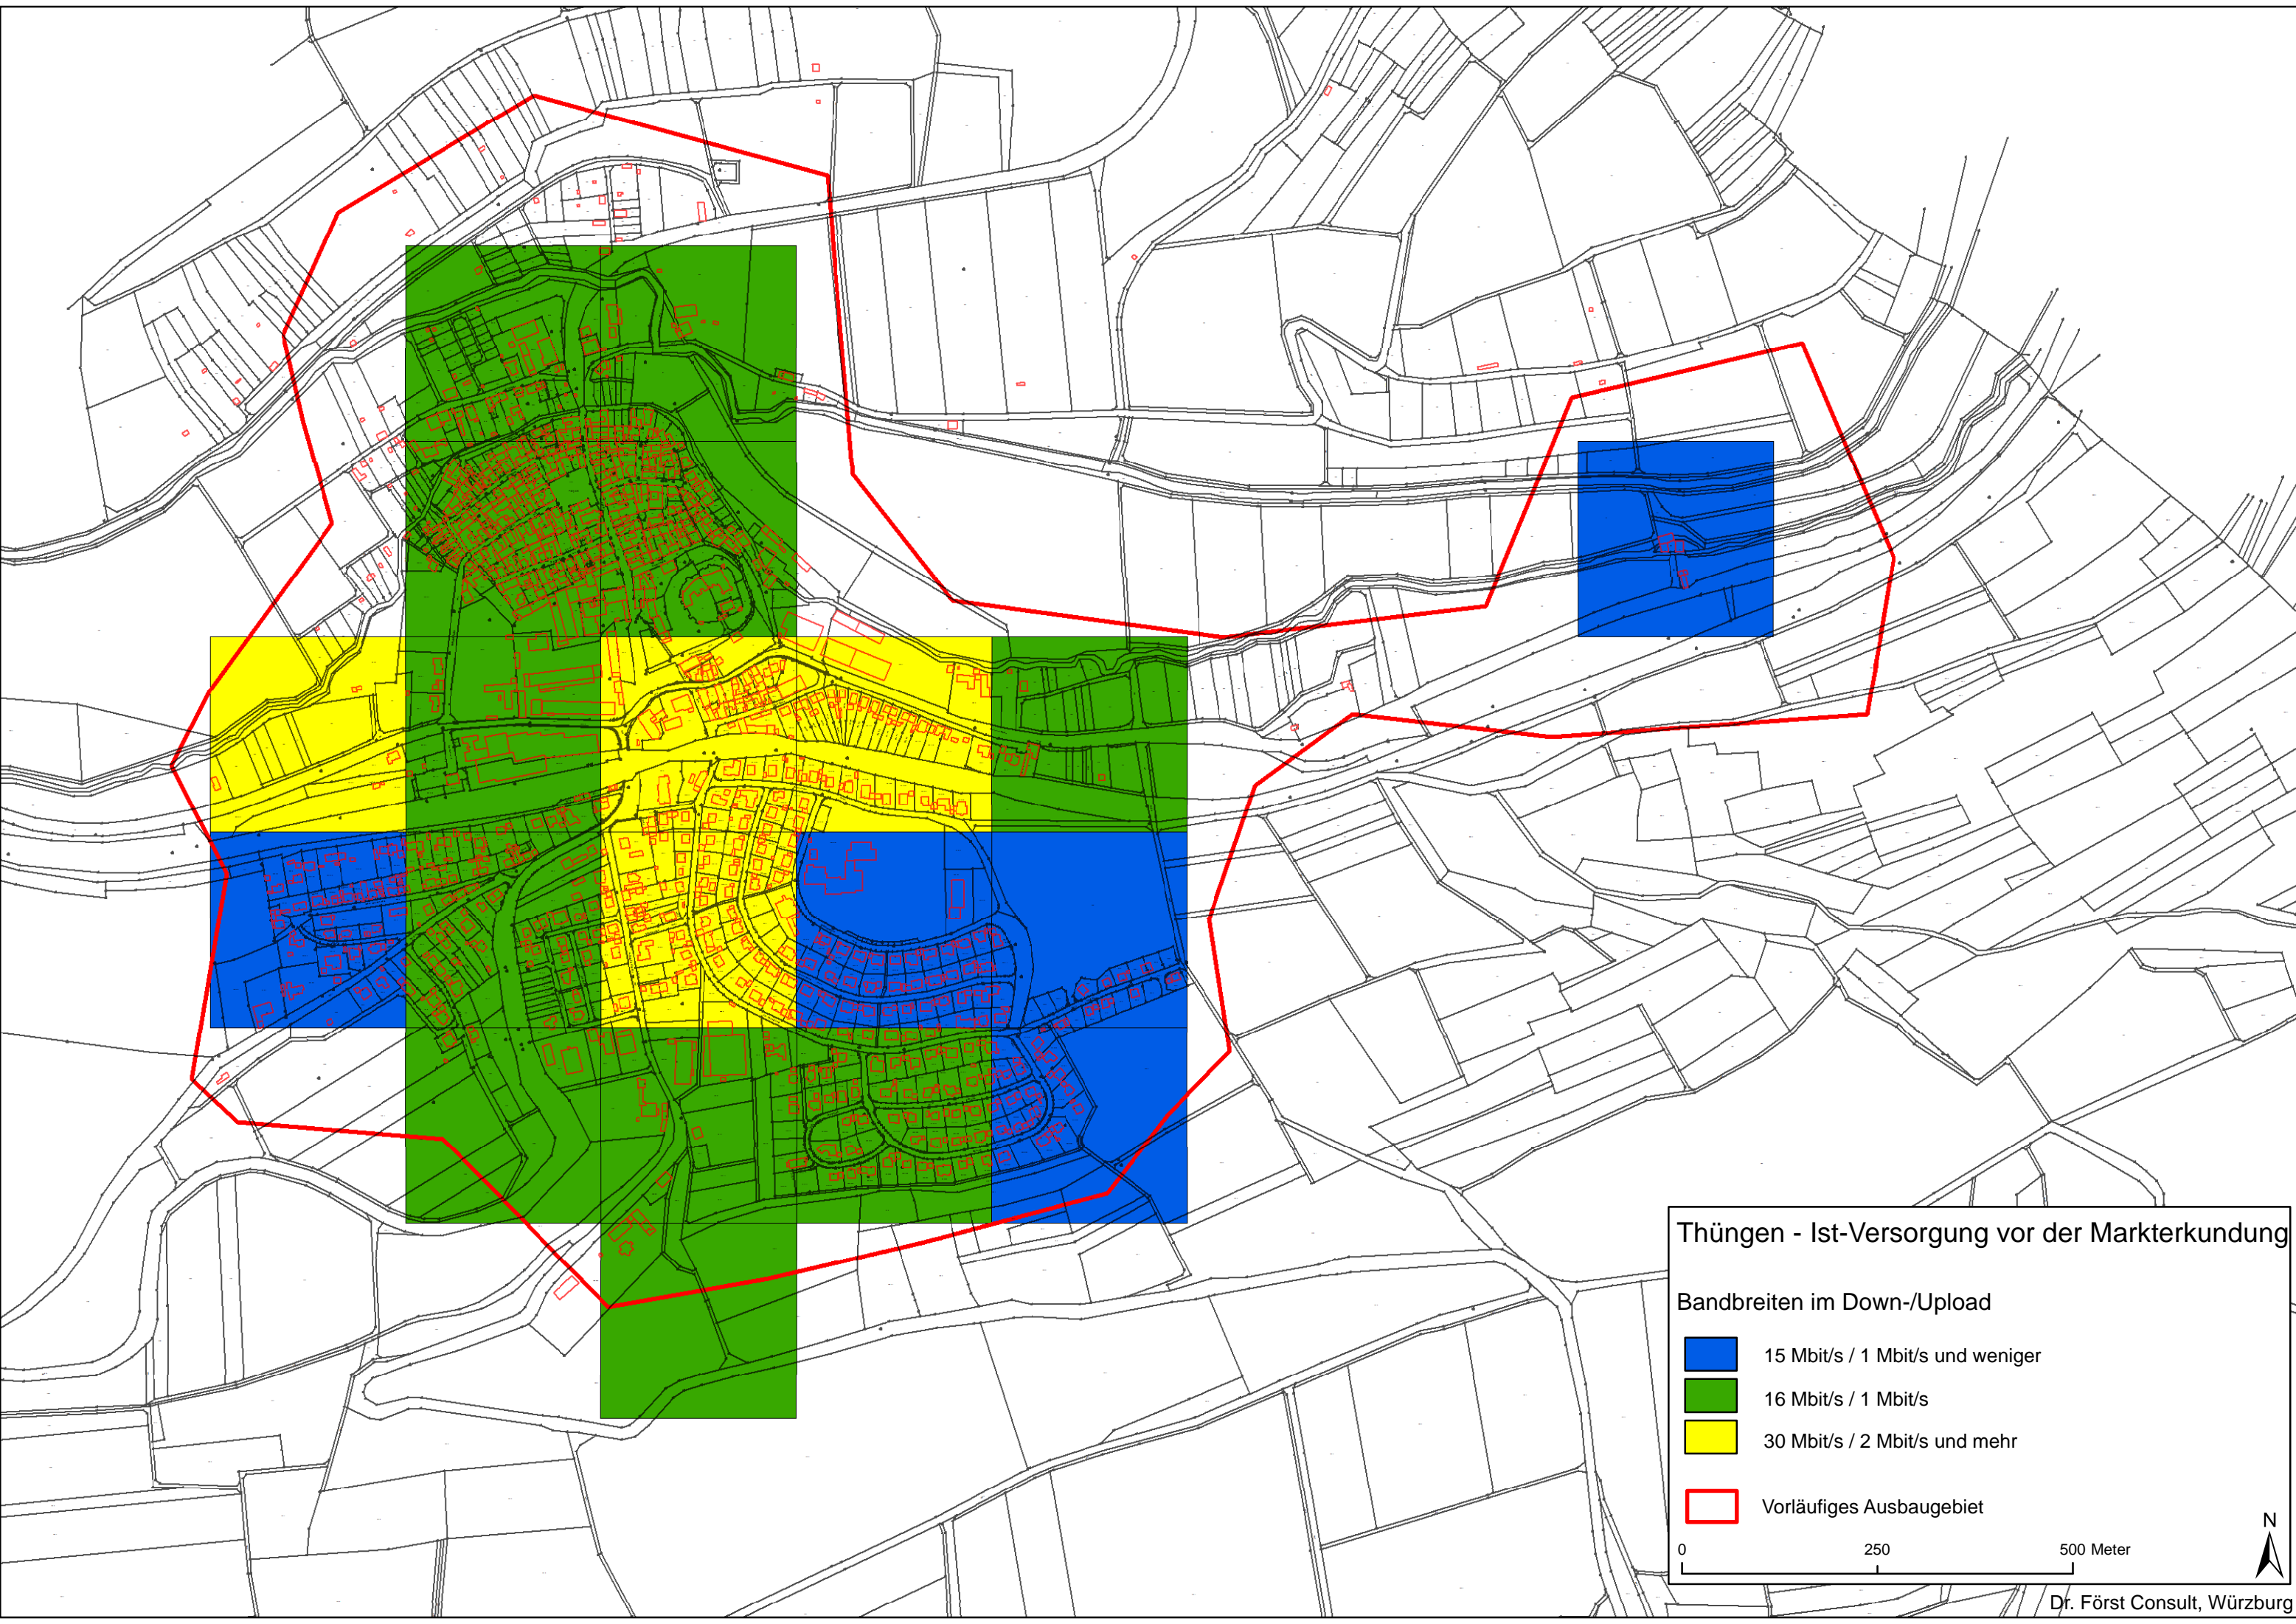 Thüngen - Ist-Versorgung vor der Markterkundung
Bandbreiten im Down-/Upload
15 Mbit/s / 1 Mbit/s und weniger
16 Mbit/s / 1 Mbit/s
30 Mbit/s / 2 Mbit/s und mehr
Vorläufiges Ausbaugebiet
N
0 250 500 Meter
Dr. Först Consult, Würzburg